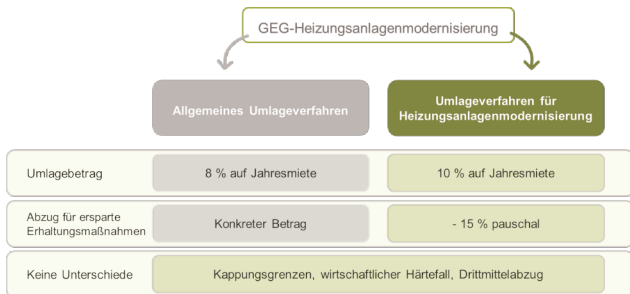 GEG-Heizungsanlagenmodernisierung
Allgemeines Umlageverfahren
Umlageverfahren für
Heizungsanlagenmodernisierung
Umlagebetrag
8 % auf Jahresmiete
10 % auf Jahresmiete
Abzug für ersparte
Erhaltungsmaßnahmen
Konkreter Betrag
- 15 % pauschal
Keine Unterschiede
Kappungsgrenzen, wirtschaftlicher Härtefall, Drittmittelabzug